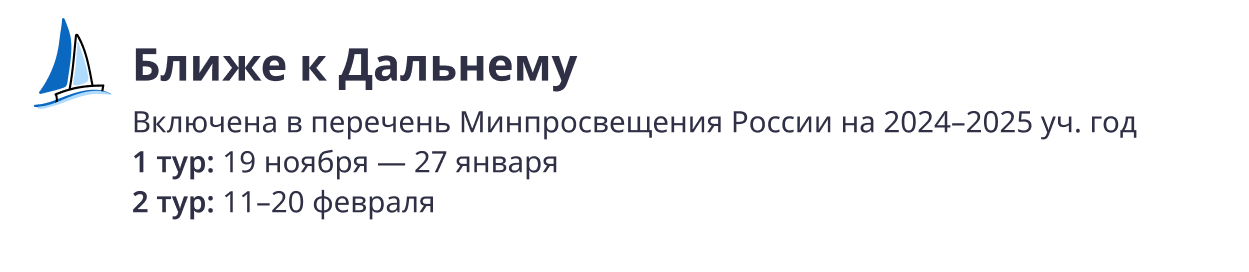 Ближе к Дальнему
Включена в перечень Минпросвещения России на 2024–2025 уч. год
1 тур: 19 ноября — 27 января
2 тур: 11–20 февраля